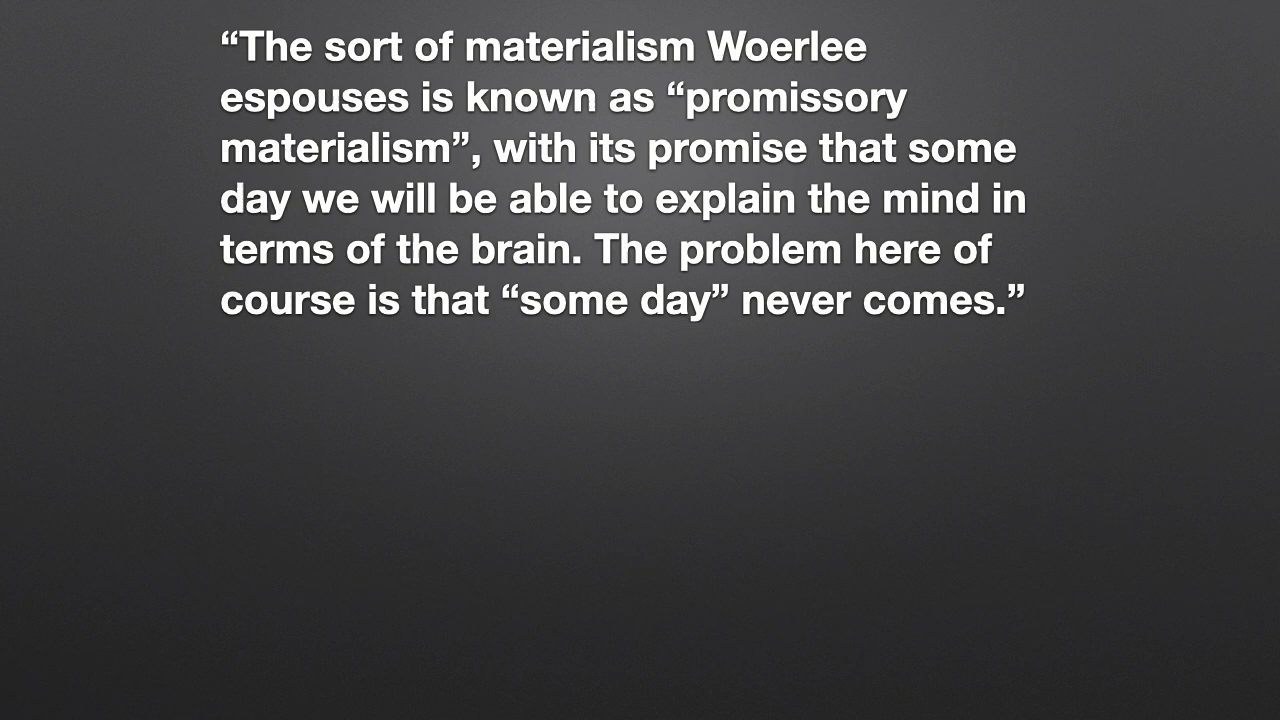 “The sort of materialism Woerlee
espouses is known as “promissory
materialism”, with its promise that some
day we will be able to explain the mind in
terms of the brain. The problem here of
course is that “some day” never comes.”